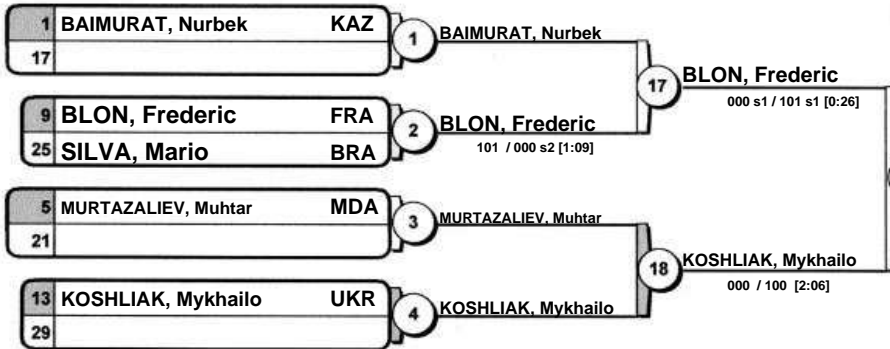 1 BAIMURAT, Nurbek KAZ
17
1
BAIMURAT, Nurbek
9 BLON, Frederic FRA
25 SILVA, Mario BRA
2
BLON, Frederic
101 / 000 s2 [1:09]
17
BLON, Frederic
000 s1 / 101 s1 [0:26]
5 MURTAZALIEV, Muhtar MDA
21
3
MURTAZALIEV, Muhtar
13 KOSHLIAK, Mykhailo UKR
29
4
KOSHLIAK, Mykhailo
18
KOSHLIAK, Mykhailo
000 / 100 [2:06]